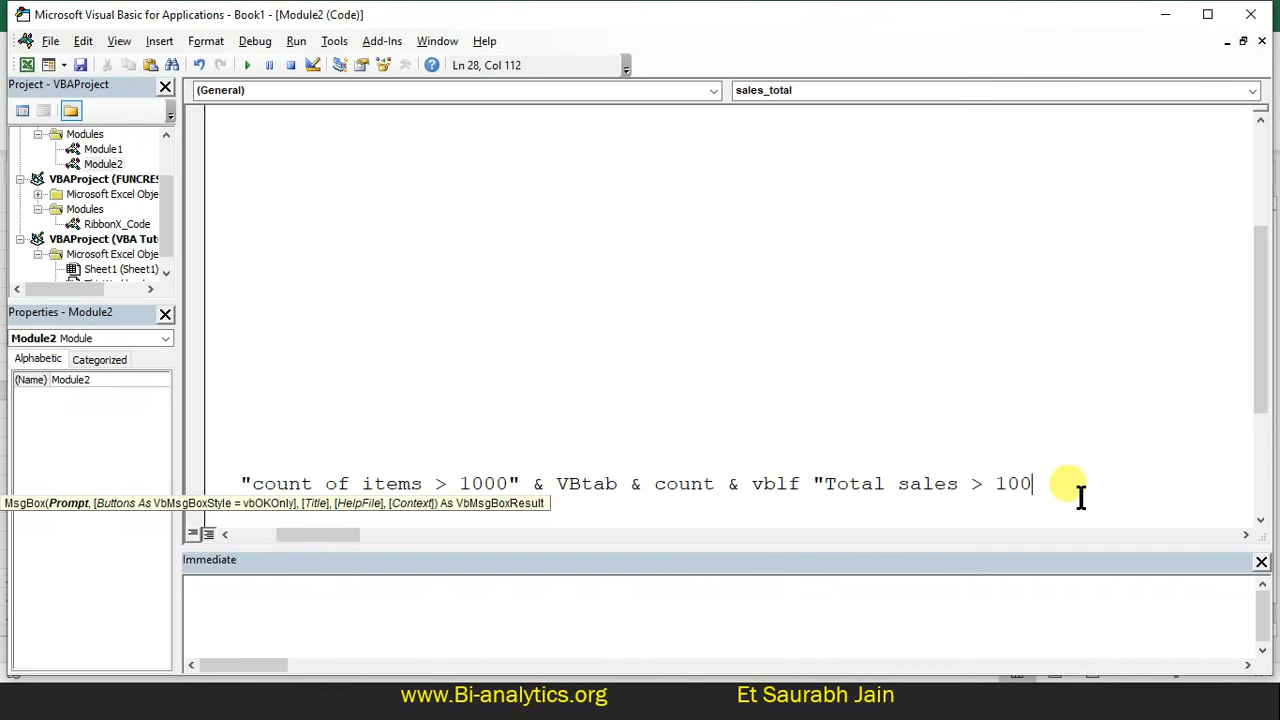 Microsoft Visual Basic for Applications - Book1 - [Module2 (Code)]
File Edit View Insert Format Debug Run Tools Add-Ins Window Help
Ln 28, Col 112
Project - VBAProject
(General)
sales_total
Modules
Module1
Module2
VBAProject (FUNCRES
Microsoft Excel Obje
Modules
RibbonX_Code
VBAProject (VBA Tut
Microsoft Excel Obje
Sheet1 (Sheet1)
Properties - Module2
Module2 Module
Alphabetic Categorized
(Name) Module2
"count of items > 1000" & VBtab & count & vblf "Total sales > 100
MsgBox(Prompt, [Buttons As VbMsgBoxStyle = vbOKOnly], [Title], [HelpFile], [Context]) As VbMsgBoxResult
Immediate
www.Bi-analytics.org
Et Saurabh Jain